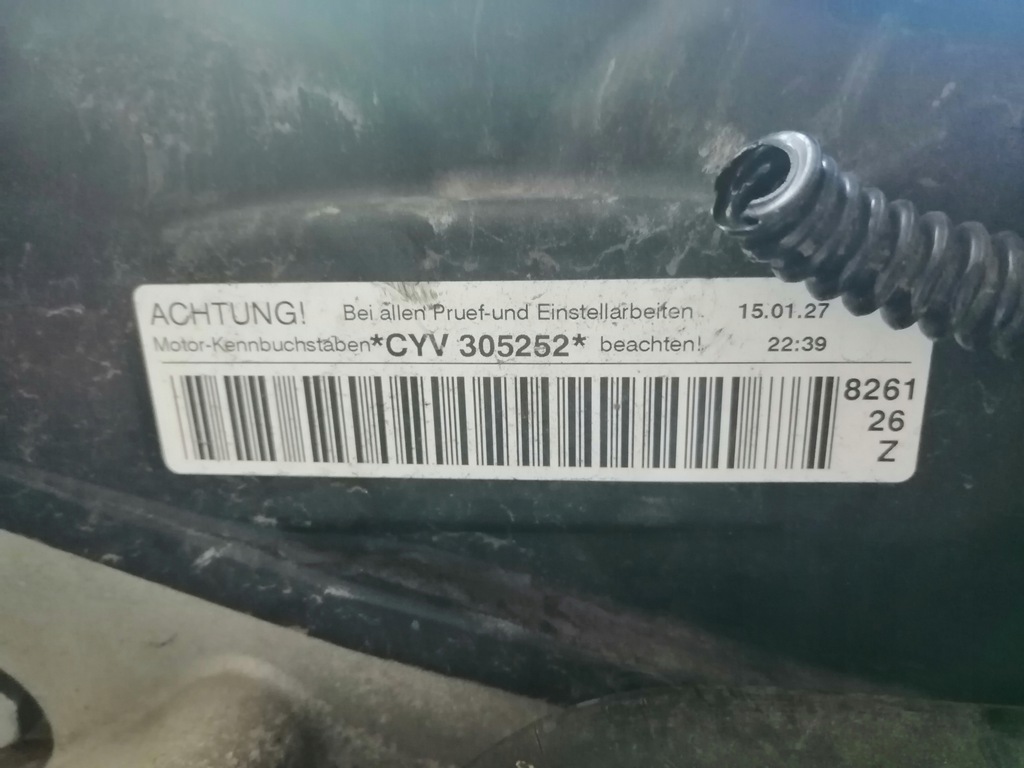 ACHTUNG! Bei allen Pruef-und Einstellarbeiten 15.01.27
Motor-Kennbuchstaben *CYV 305252* beachten! 22:39
8261
26
Z